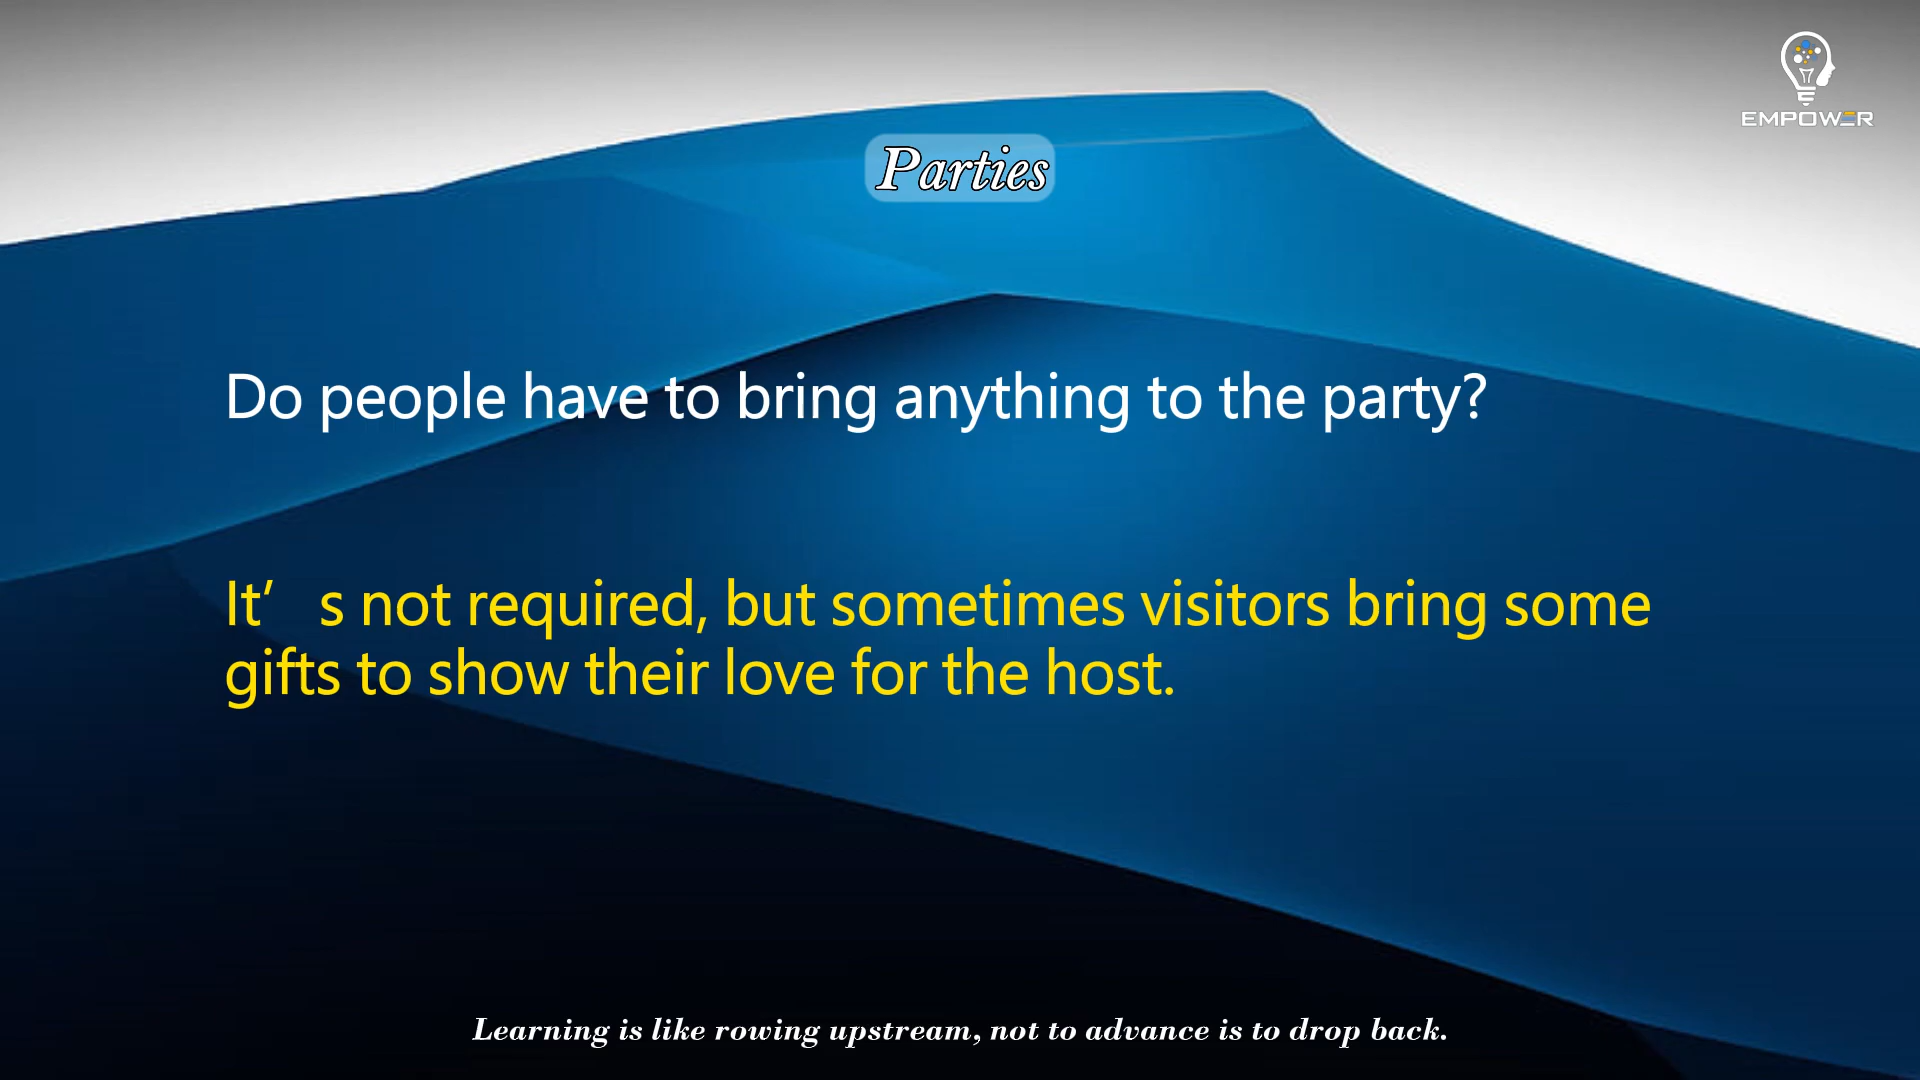 EMPOWER
Parties
Do people have to bring anything to the party?
It’s not required, but sometimes visitors bring some
gifts to show their love for the host.
Learning is like rowing upstream, not to advance is to drop back.